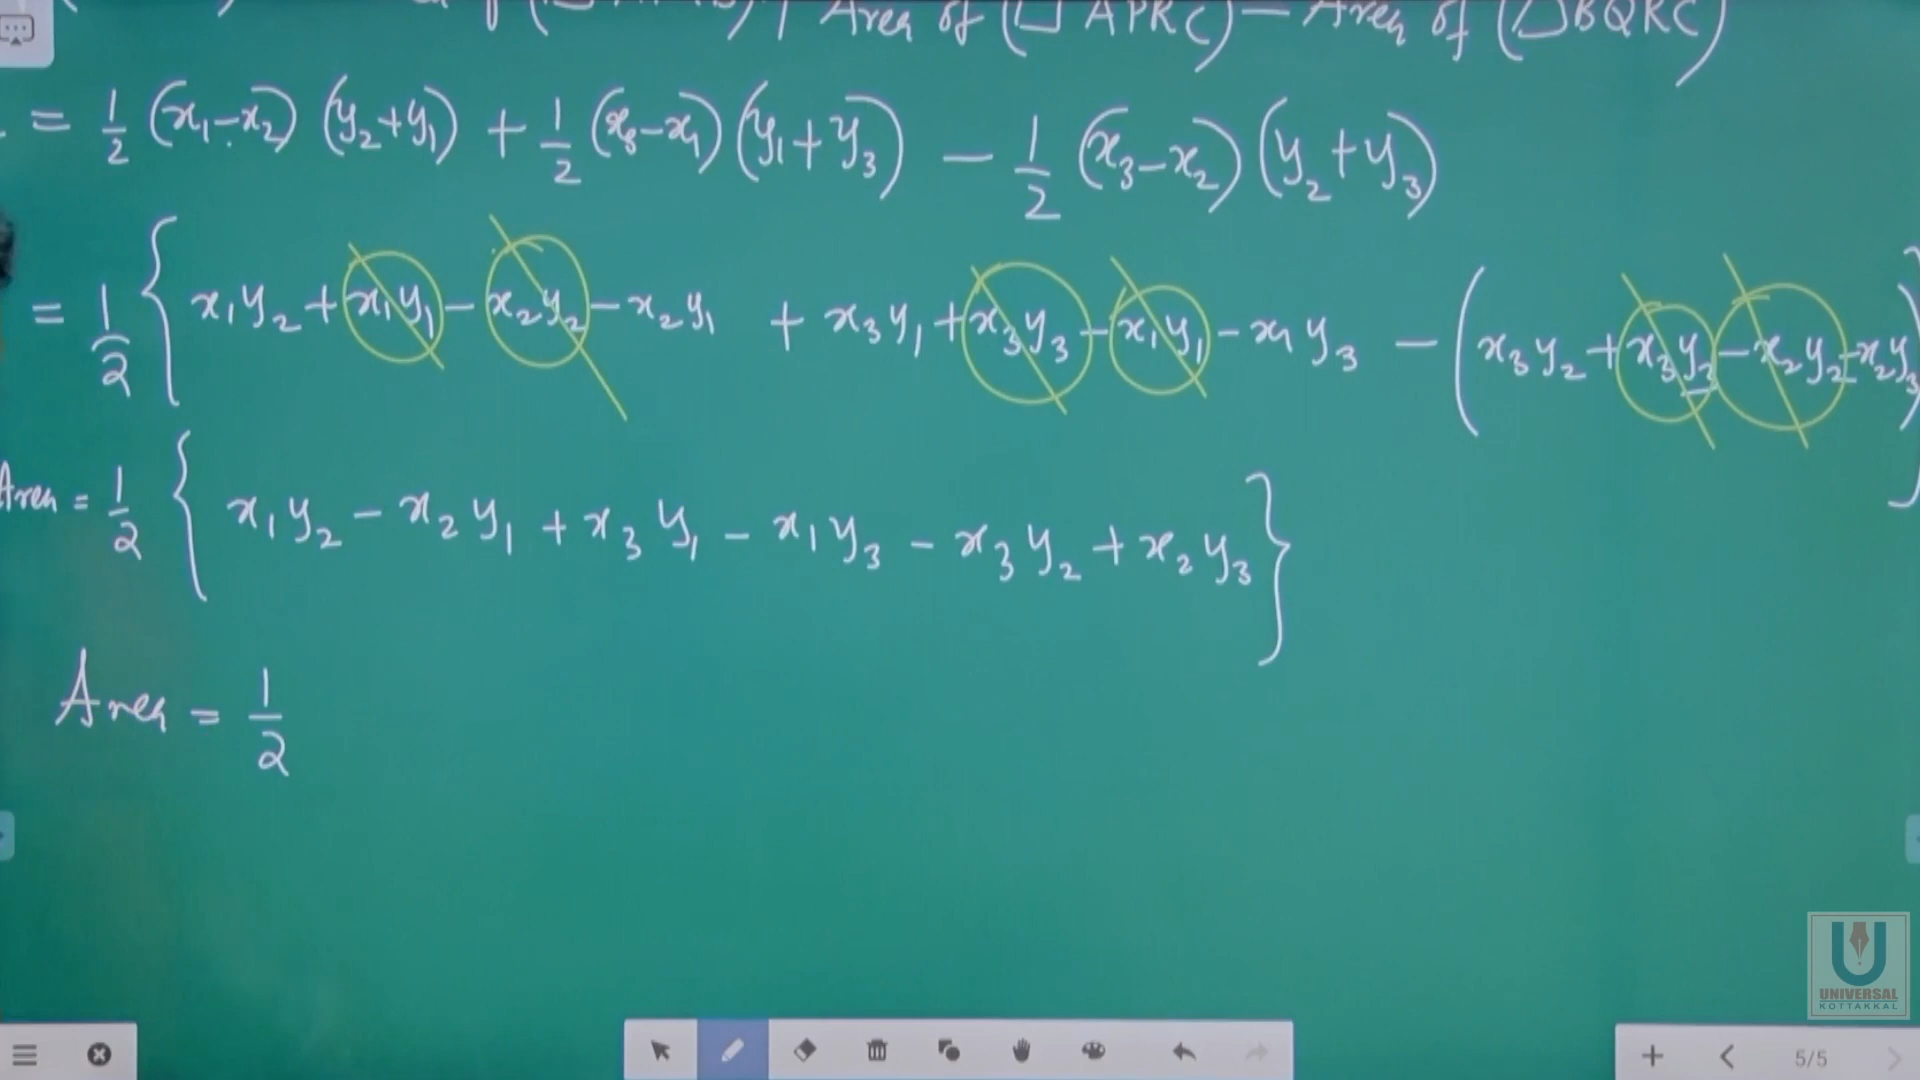 Area of (▱APRC) – Area of (▱BQRC)
= 1/2 (x₁–x₂) (y₂+y₁) + 1/2 (x₃–x₁) (y₁+y₃) – 1/2 (x₃–x₂) (y₂+y₃)
= 1/2 { x₁y₂ + x₁y₁ – x₂y₂ – x₂y₁ + x₃y₁ + x₃y₃ – x₁y₁ – x₁y₃ – (x₃y₂ + x₃y₃ – x₂y₂ – x₂y₃) }
Area = 1/2 { x₁y₂ – x₂y₁ + x₃y₁ – x₁y₃ – x₃y₂ + x₂y₃ }
Area = 1/2
UNIVERSAL
KOTTAKKAL
5/5